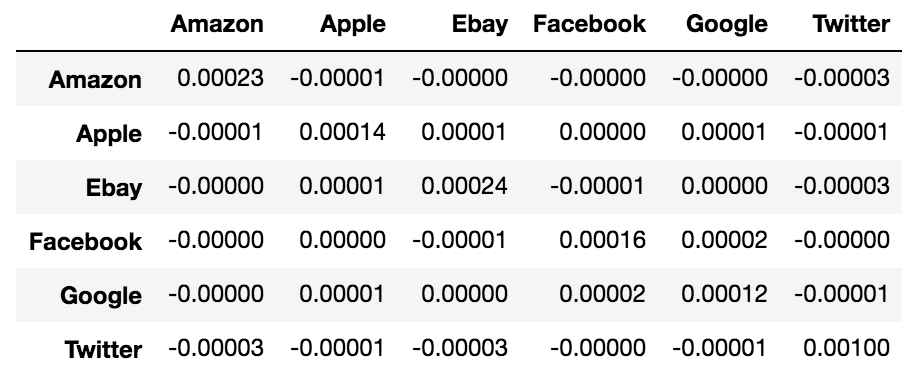 Amazon Apple Ebay Facebook Google Twitter
Amazon 0.00023 -0.00001 -0.00000 -0.00000 -0.00000 -0.00003
Apple -0.00001 0.00014 0.00001 0.00000 0.00001 -0.00001
Ebay -0.00000 0.00001 0.00024 -0.00001 0.00000 -0.00003
Facebook -0.00000 0.00000 -0.00001 0.00016 0.00002 -0.00000
Google -0.00000 0.00001 0.00000 0.00002 0.00012 -0.00001
Twitter -0.00003 -0.00001 -0.00003 -0.00000 -0.00001 0.00100